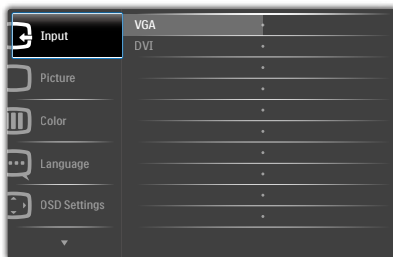 Input
VGA
DVI
Picture
Color
Language
OSD Settings